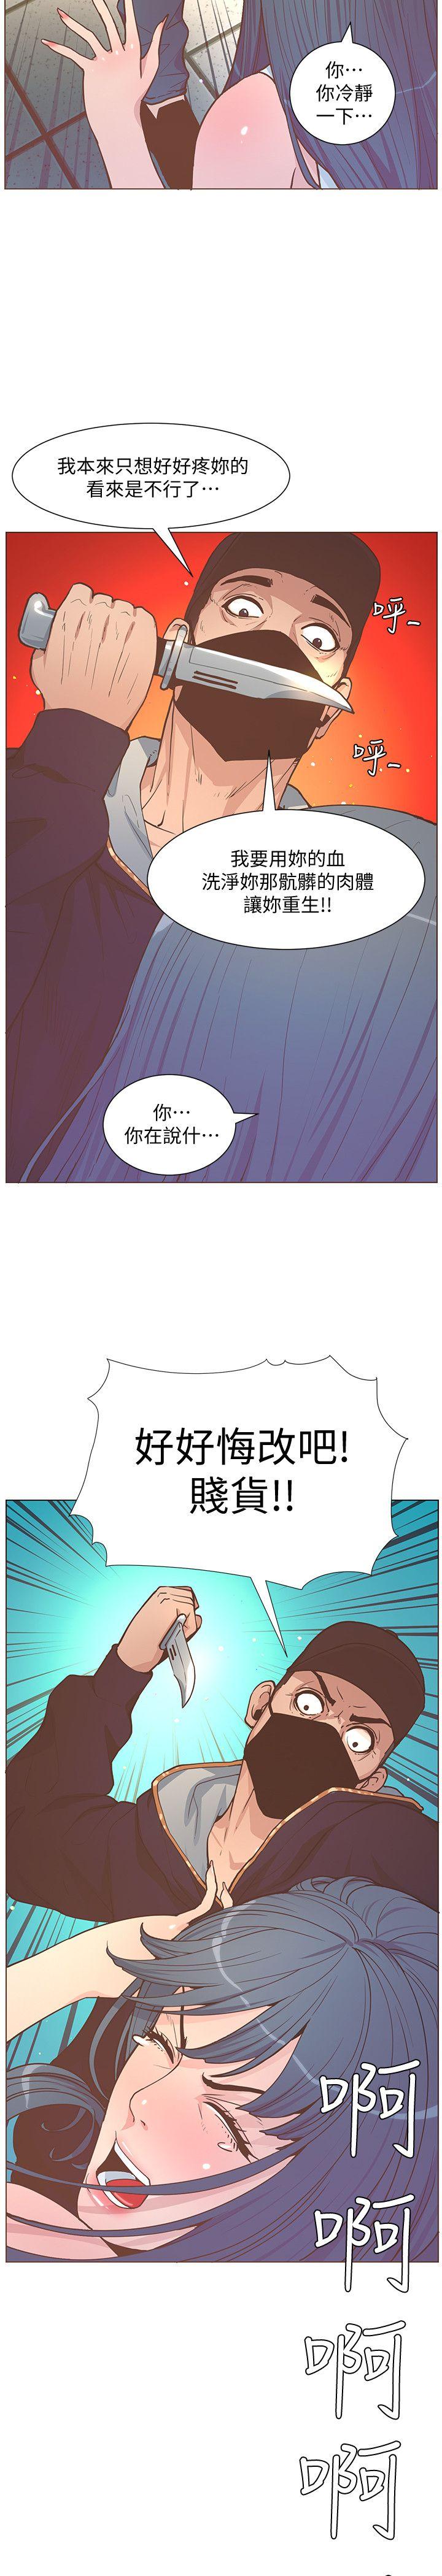 你…
你冷靜
一下…
我本來只想好好疼妳的
看來是不行了…
呼_
呼_
我要用妳的血
洗淨妳那骯髒的肉體
讓妳重生!!
你…
你在說什…
好好悔改吧!
賤貨!!
啊
啊
啊
啊